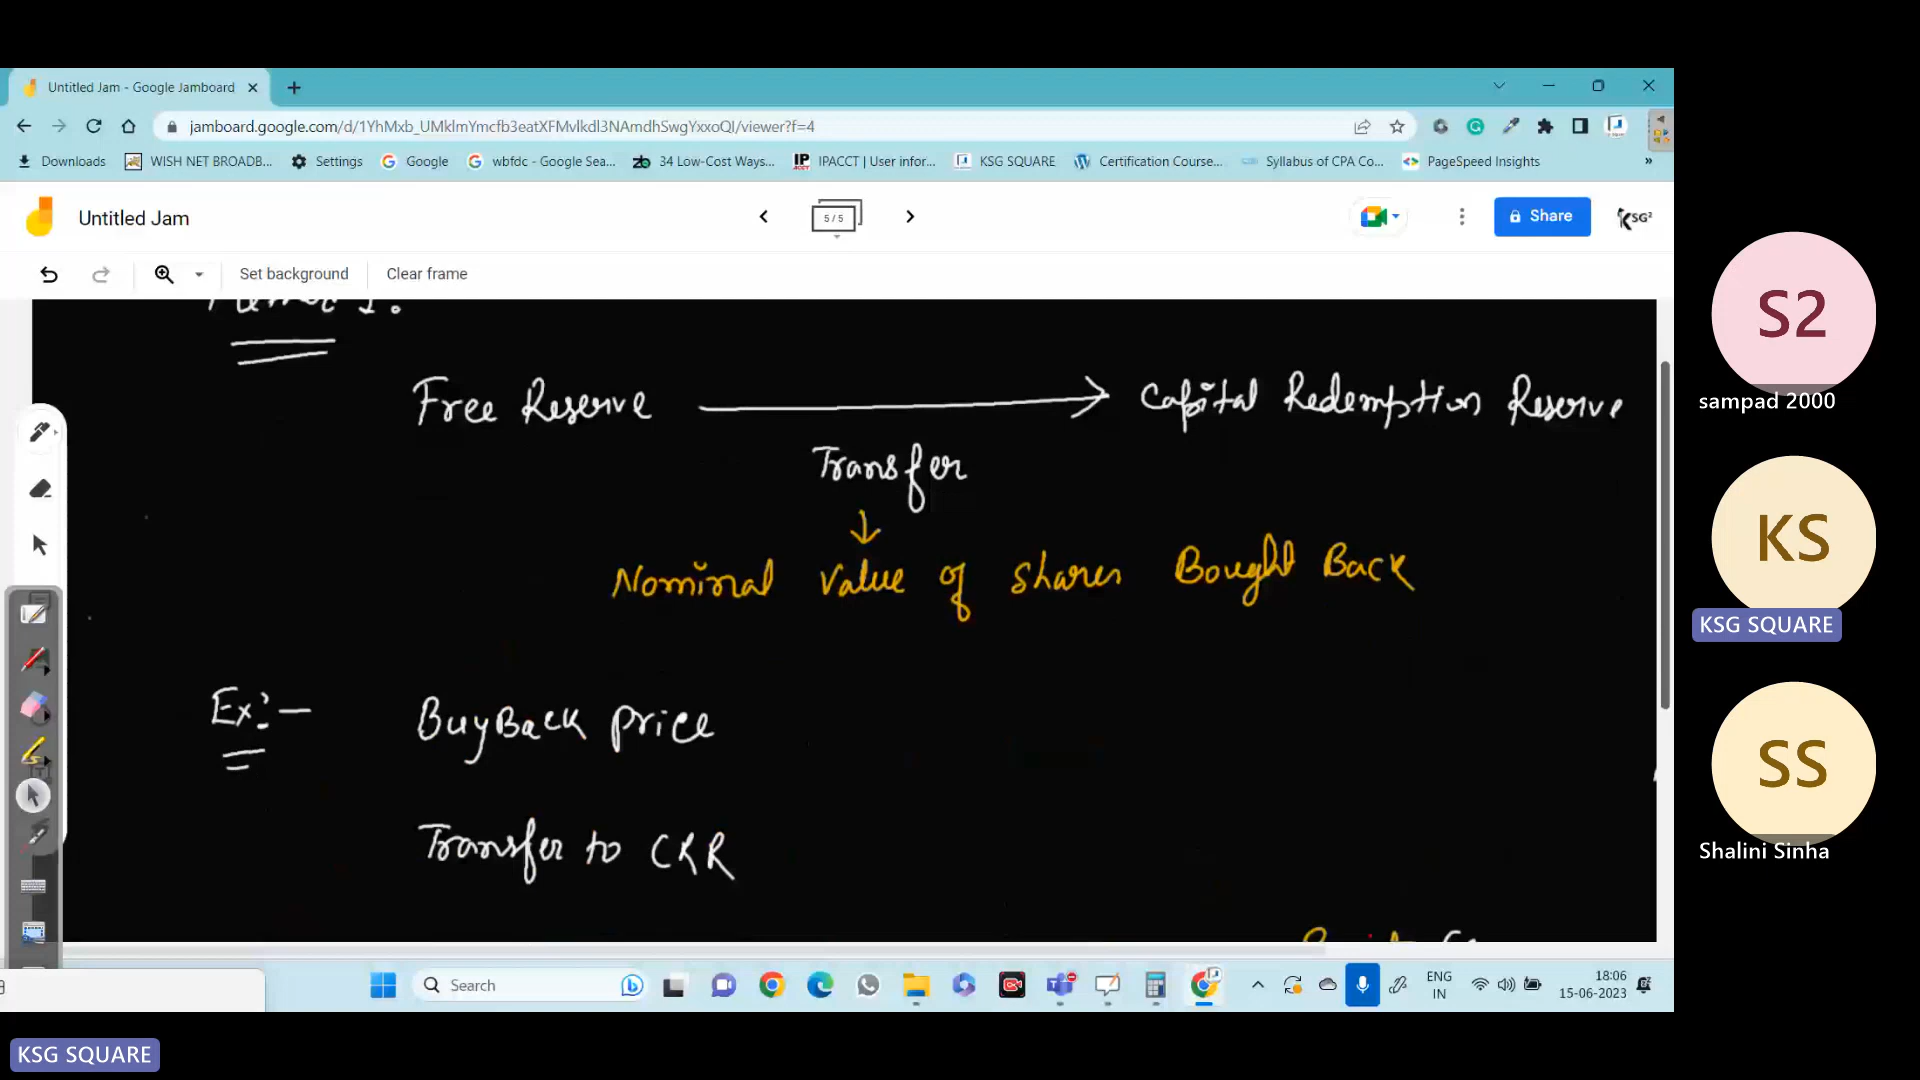 Untitled Jam - Google Jamboard
jamboard.google.com/d/1YhMxb_UMklmYmcfb3eatXFMvlkdl3NAmdhSwgYxxoQI/viewer?f=4
Downloads WISH NET BROADB... Settings Google wbfdc - Google Sea... 34 Low-Cost Ways... IPACCT | User infor... KSG SQUARE Certification Course... Syllabus of CPA Co... PageSpeed Insights »
Untitled Jam
5 / 5
Share
KSG²
Set background Clear frame
Free Reserve Capital Redemption Reserve
Transfer
Nominal Value of Shares Bought Back
Ex:- BuyBack price
Transfer to CRR
Search
ENG
IN
18:06
15-06-2023
S2
sampad 2000
KS
KSG SQUARE
SS
Shalini Sinha
KSG SQUARE